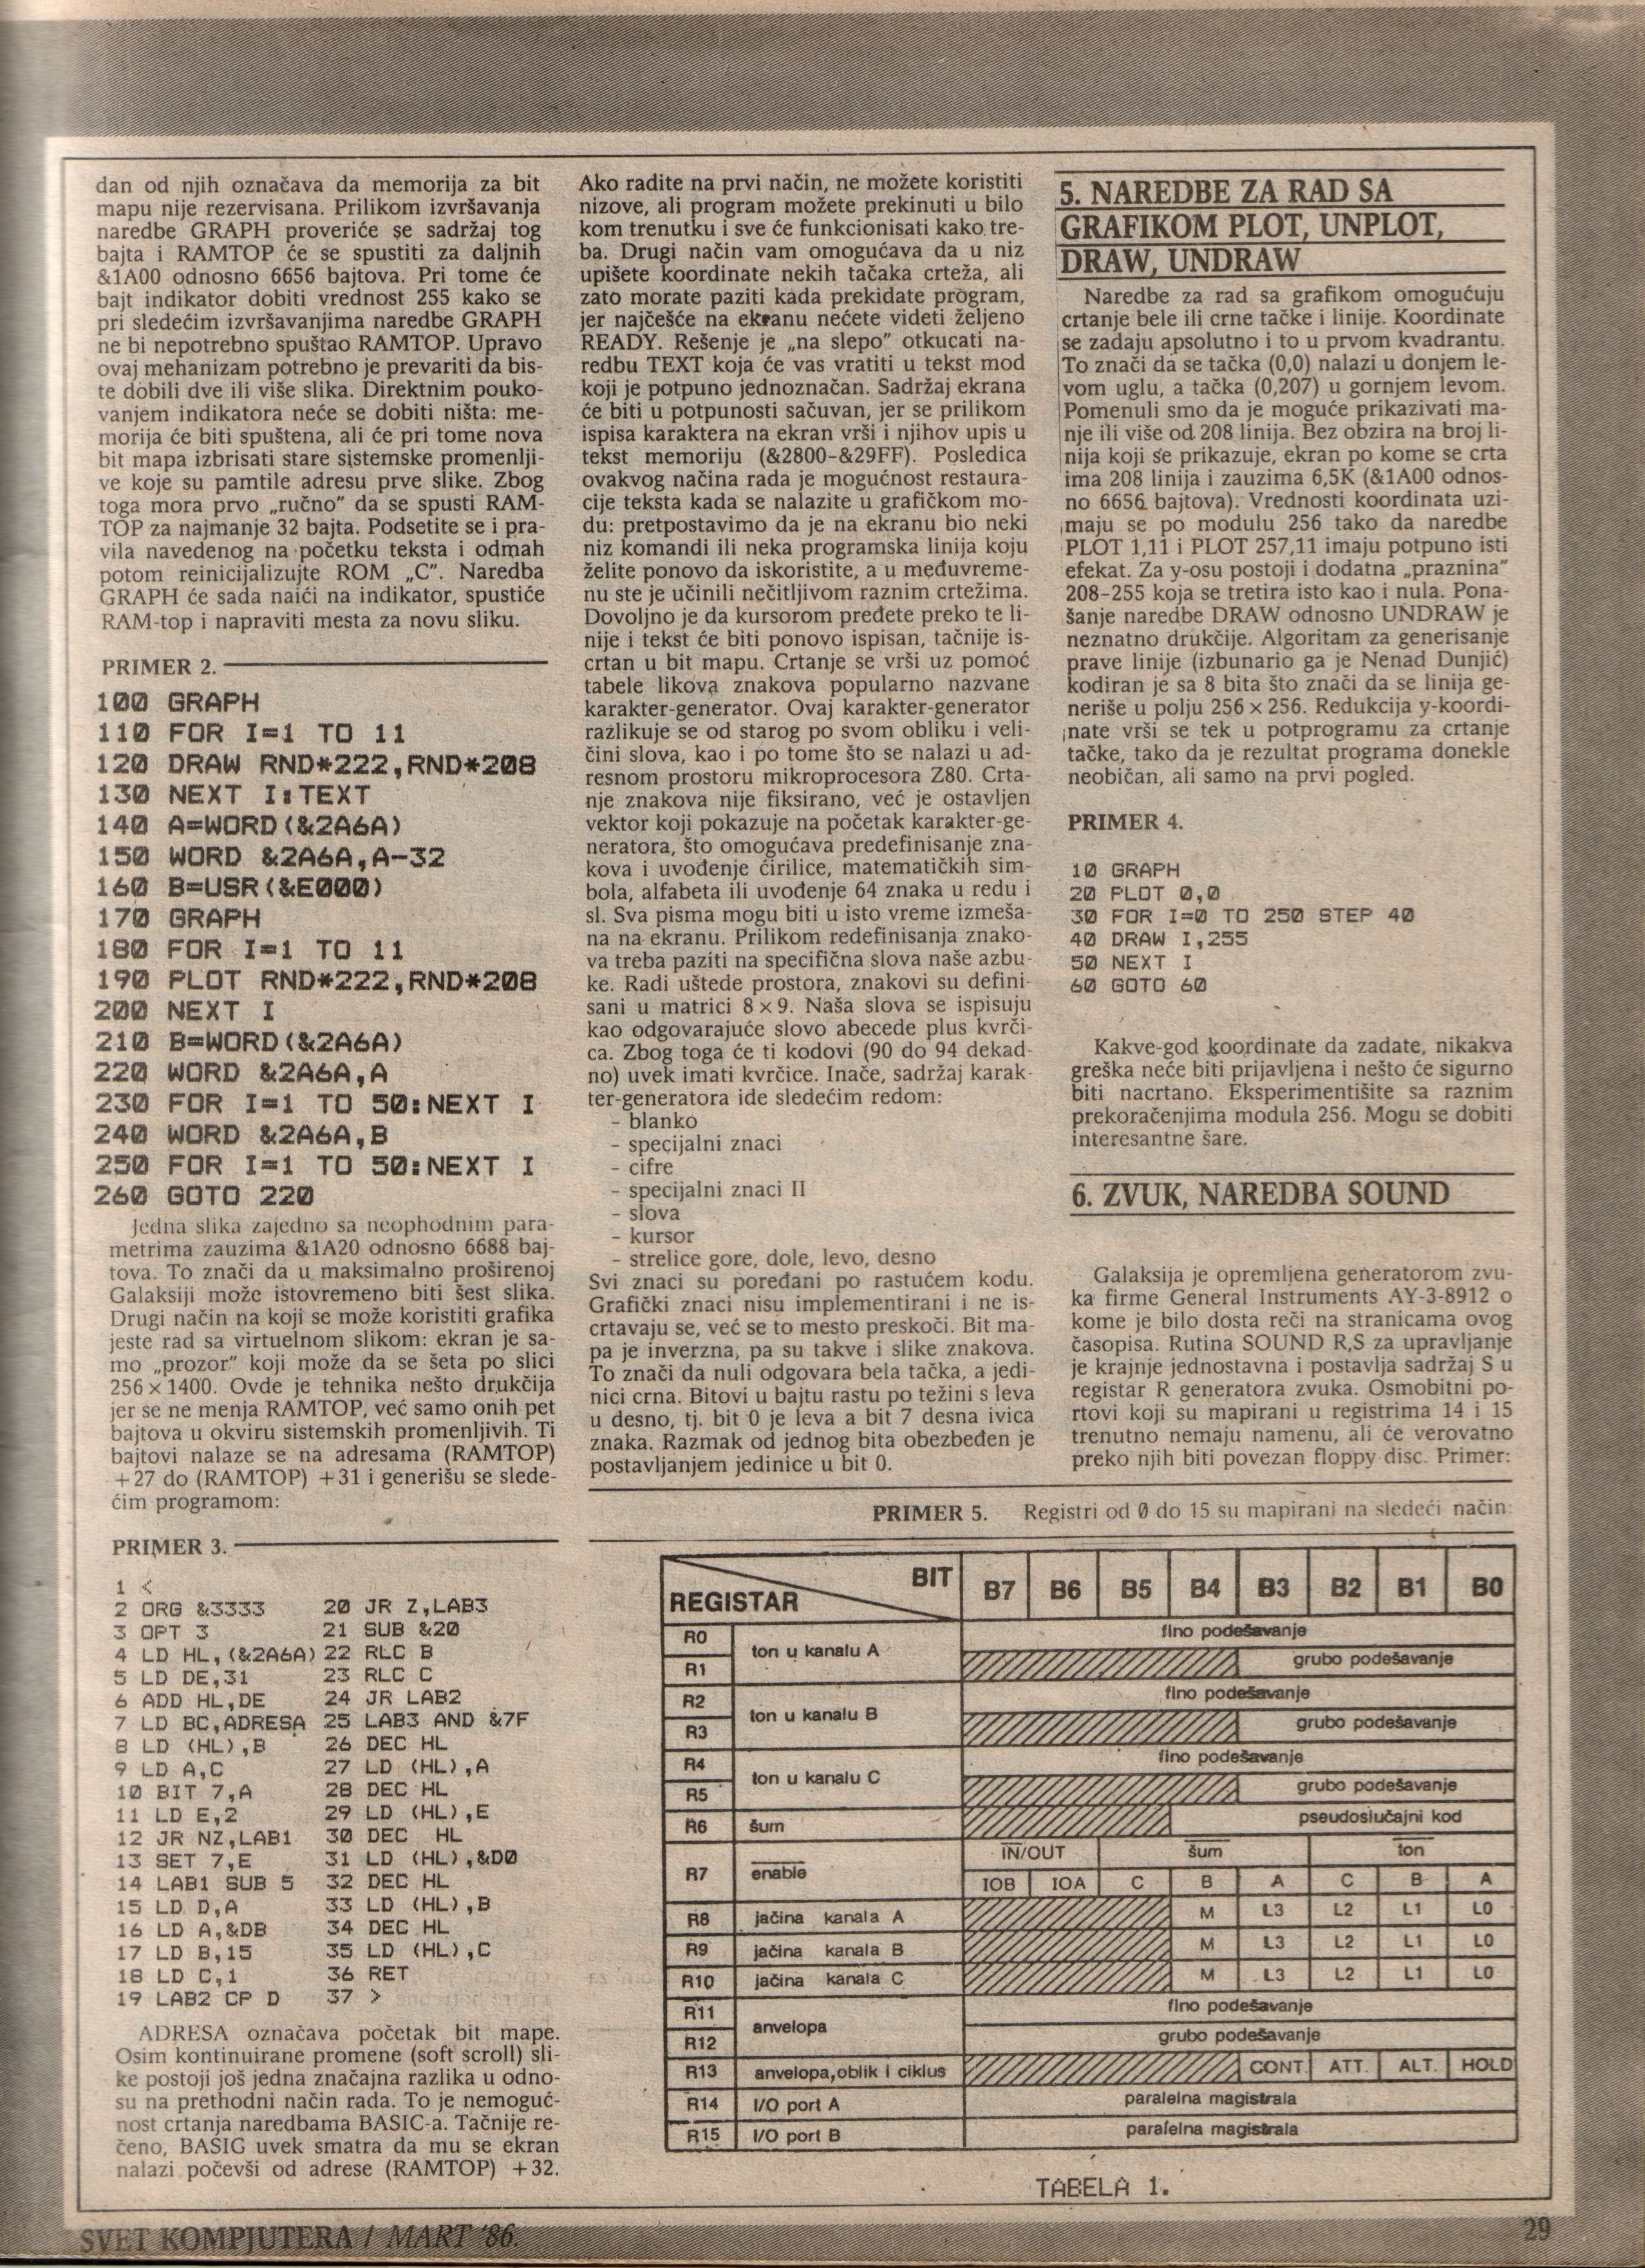 dan od njih označava da memorija za bit
mapu nije rezervisana. Prilikom izvršavanja
naredbe GRAPH proveriće se sadržaj tog
bajta i RAMTOP će se spustiti za daljnih
&1A00 odnosno 6656 bajtova. Pri tome će
bajt indikator dobiti vrednost 255 kako se
pri sledećim izvršavanjima naredbe GRAPH
ne bi nepotrebno spuštao RAMTOP. Upravo
ovaj mehanizam potrebno je prevariti da bis-
te dobili dve ili više slika. Direktnim pouko-
vanjem indikatora neće se dobiti ništa: me-
morija će biti spuštena, ali će pri tome nova
bit mapa izbrisati stare sistemske promenlji-
ve koje su pamtile adresu prve slike. Zbog
toga mora prvo „ručno” da se spusti RAM-
TOP za najmanje 32 bajta. Podsetite se i pra-
vila navedenog na početku teksta i odmah
potom reinicijalizujte ROM „C”. Naredba
GRAPH će sada naići na indikator, spustiće
RAM-top i napraviti mesta za novu sliku.
PRIMER 2.
100 GRAPH
110 FOR I=1 TO 11
120 DRAW RND*222,RND*208
130 NEXT I:TEXT
140 A=WORD(&2A6A)
150 WORD &2A6A,A-32
160 B=USR(&E000)
170 GRAPH
180 FOR I=1 TO 11
190 PLOT RND*222,RND*208
200 NEXT I
210 B=WORD(&2A6A)
220 WORD &2A6A,A
230 FOR I=1 TO 50:NEXT I
240 WORD &2A6A,B
250 FOR I=1 TO 50:NEXT I
260 GOTO 220
Jedna slika zajedno sa neophodnim para-
metrima zauzima &1A20 odnosno 6688 baj-
tova. To znači da u maksimalno proširenoj
Galaksiji može istovremeno biti šest slika.
Drugi način na koji se može koristiti grafika
jeste rad sa virtuelnom slikom: ekran je sa-
mo „prozor” koji može da se šeta po slici
256×1400. Ovde je tehnika nešto drukčija
jer se ne menja RAMTOP, već samo onih pet
bajtova u okviru sistemskih promenljivih. Ti
bajtovi nalaze se na adresama (RAMTOP)
+27 do (RAMTOP) +31 i generišu se slede-
ćim programom:
PRIMER 3.
1 <
2 ORG &3333
3 OPT 3
4 LD HL,(&2A6A)
5 LD DE,31
6 ADD HL,DE
7 LD BC,ADRESA
8 LD (HL),B
9 LD A,C
10 BIT 7,A
11 LD E,2
12 JR NZ,LAB1
13 SET 7,E
14 LAB1 SUB 5
15 LD D,A
16 LD A,&DB
17 LD B,15
18 LD C,1
19 LAB2 CP D
20 JR Z,LAB3
21 SUB &20
22 RLC B
23 RLC C
24 JR LAB2
25 LAB3 AND &7F
26 DEC HL
27 LD (HL),A
28 DEC HL
29 LD (HL),E
30 DEC HL
31 LD (HL),&D0
32 DEC HL
33 LD (HL),B
34 DEC HL
35 LD (HL),C
36 RET
37 >
ADRESA označava početak bit mape.
Osim kontinuirane promene (soft scroll) sli-
ke postoji još jedna značajna razlika u odno-
su na prethodni način rada. To je nemoguć-
nost crtanja naredbama BASIC-a. Tačnije re-
čeno, BASIG uvek smatra da mu se ekran
nalazi počevši od adrese (RAMTOP) +32.
Ako radite na prvi način, ne možete koristiti
nizove, ali program možete prekinuti u bilo
kom trenutku i sve će funkcionisati kako tre-
ba. Drugi način vam omogućava da u niz
upišete koordinate nekih tačaka crteža, ali
zato morate paziti kada prekidate program,
jer najčešće na ekranu nećete videti željeno
READY. Rešenje je „na slepo” otkucati na-
redbu TEXT koja će vas vratiti u tekst mod
koji je potpuno jednoznačan. Sadržaj ekrana
će biti u potpunosti sačuvan, jer se prilikom
ispisa karaktera na ekran vrši i njihov upis u
tekst memoriju (&2800-&29FF). Posledica
ovakvog načina rada je mogućnost restaura-
cije teksta kada se nalazite u grafičkom mo-
du: pretpostavimo da je na ekranu bio neki
niz komandi ili neka programska linija koju
želite ponovo da iskoristite, a u međuvreme-
nu ste je učinili nečitljivom raznim crtežima.
Dovoljno je da kursorom pređete preko te li-
nije i tekst će biti ponovo ispisan, tačnije is-
crtan u bit mapu. Crtanje se vrši uz pomoć
tabele likova znakova popularno nazvane
karakter-generator. Ovaj karakter-generator
razlikuje se od starog po svom obliku i veli-
čini slova, kao i po tome što se nalazi u ad-
resnom prostoru mikroprocesora Z80. Crta-
nje znakova nije fiksirano, već je ostavljen
vektor koji pokazuje na početak karakter-ge-
neratora, što omogućava predefinisanje zna-
kova i uvođenje ćirilice, matematičkih sim-
bola, alfabeta ili uvođenje 64 znaka u redu i
sl. Sva pisma mogu biti u isto vreme izmeša-
na na ekranu. Prilikom redefinisanja znako-
va treba paziti na specifična slova naše azbu-
ke. Radi uštede prostora, znakovi su defini-
sani u matrici 8×9. Naša slova se ispisuju
kao odgovarajuće slovo abecede plus kvrči-
ca. Zbog toga će ti kodovi (90 do 94 dekad-
no) uvek imati kvrčice. Inače, sadržaj karak-
ter-generatora ide sledećim redom:
- blanko
- specijalni znaci
- cifre
- specijalni znaci II
- slova
- kursor
- strelice gore, dole, levo, desno
Svi znaci su poređani po rastućem kodu.
Grafički znaci nisu implementirani i ne is-
crtavaju se, već se to mesto preskoči. Bit ma-
pa je inverzna, pa su takve i slike znakova.
To znači da nuli odgovara bela tačka, a jedi-
nici crna. Bitovi u bajtu rastu po težini s leva
u desno, tj. bit 0 je leva a bit 7 desna ivica
znaka. Razmak od jednog bita obezbeđen je
postavljanjem jedinice u bit 0.
5. NAREDBE ZA RAD SA
GRAFIKOM PLOT, UNPLOT,
DRAW, UNDRAW
Naredbe za rad sa grafikom omogućuju
crtanje bele ili crne tačke i linije. Koordinate
se zadaju apsolutno i to u prvom kvadrantu.
To znači da se tačka (0,0) nalazi u donjem le-
vom uglu, a tačka (0,207) u gornjem levom.
Pomenuli smo da je moguće prikazivati ma-
nje ili više od 208 linija. Bez obzira na broj li-
nija koji se prikazuje, ekran po kome se crta
ima 208 linija i zauzima 6,5K (&1A00 odnos-
no 6656 bajtova). Vrednosti koordinata uzi-
maju se po modulu 256 tako da naredbe
PLOT 1,11 i PLOT 257,11 imaju potpuno isti
efekat. Za y-osu postoji i dodatna „praznina”
208-255 koja se tretira isto kao i nula. Pona-
šanje naredbe DRAW odnosno UNDRAW je
neznatno drukčije. Algoritam za generisanje
prave linije (izbunario ga je Nenad Dunjić)
kodiran je sa 8 bita što znači da se linija ge-
neriše u polju 256×256. Redukcija y-koordi-
nate vrši se tek u potprogramu za crtanje
tačke, tako da je rezultat programa donekle
neobičan, ali samo na prvi pogled.
PRIMER 4.
10 GRAPH
20 PLOT 0,0
30 FOR I=0 TO 250 STEP 40
40 DRAW I,255
50 NEXT I
60 GOTO 60
Kakve-god koordinate da zadate, nikakva
greška neće biti prijavljena i nešto će sigurno
biti nacrtano. Eksperimentišite sa raznim
prekoračenjima modula 256. Mogu se dobiti
interesantne šare.
6. ZVUK, NAREDBA SOUND
Galaksija je opremljena generatorom zvu-
ka firme General Instruments AY-3-8912 o
kome je bilo dosta reči na stranicama ovog
časopisa. Rutina SOUND R,S za upravljanje
je krajnje jednostavna i postavlja sadržaj S u
registar R generatora zvuka. Osmobitni po-
rtovi koji su mapirani u registrima 14 i 15
trenutno nemaju namenu, ali će verovatno
preko njih biti povezan floppy disc. Primer:
PRIMER 5. Registri od 0 do 15 su mapirani na sledeći način:
REGISTAR BIT B7 B6 B5 B4 B3 B2 B1 B0
R0 ton u kanalu A fino podešavanje
R1 grubo podešavanje
R2 ton u kanalu B fino podešavanje
R3 grubo podešavanje
R4 ton u kanalu C fino podešavanje
R5 grubo podešavanje
R6 šum pseudoslučajni kod
R7 enable IN/OUT šum ton
IOB IOA C B A C B A
R8 jačina kanala A M L3 L2 L1 L0
R9 jačina kanala B M L3 L2 L1 L0
R10 jačina kanala C M L3 L2 L1 L0
R11 anvelopa fino podešavanje
R12 grubo podešavanje
R13 anvelopa,oblik i ciklus CONT. ATT. ALT. HOLD
R14 I/O port A paralelna magistrala
R15 I/O port B paralelna magistrala
TABELA 1.
SVET KOMPJUTERA / MART '86.
29